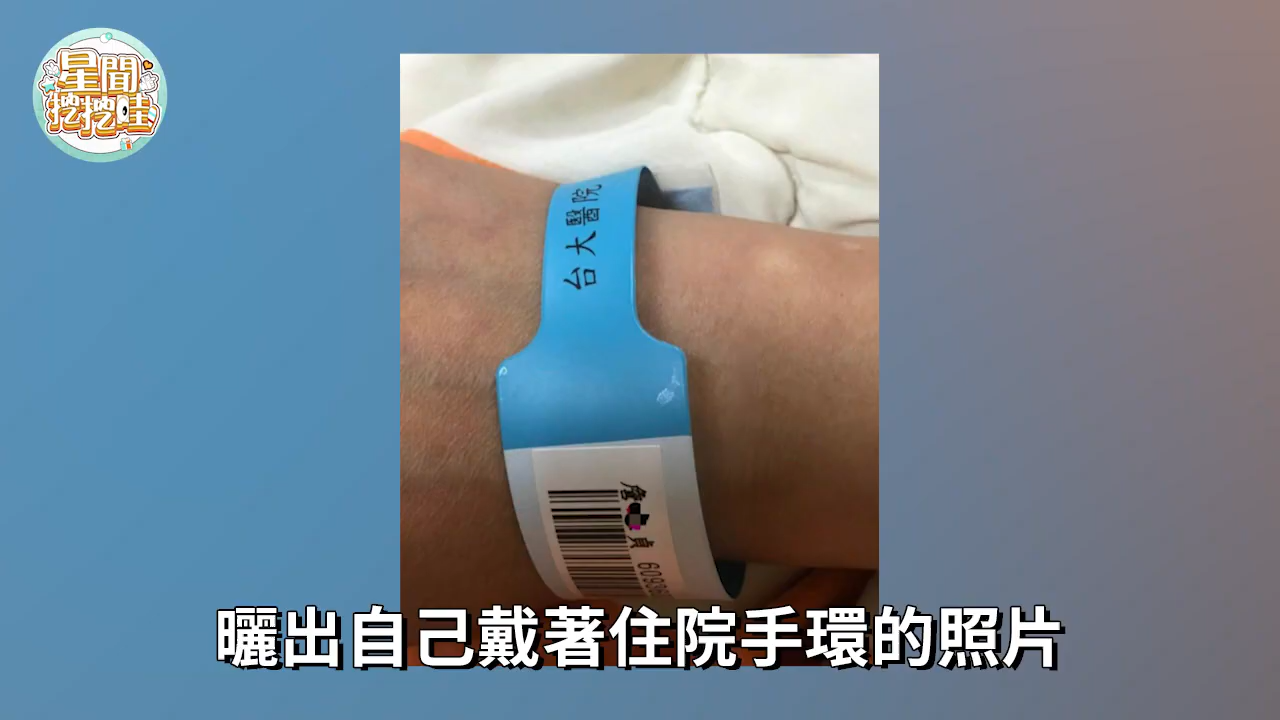 星聞
挖挖哇
台大醫院
詹 貞
曬出自己戴著住院手環的照片